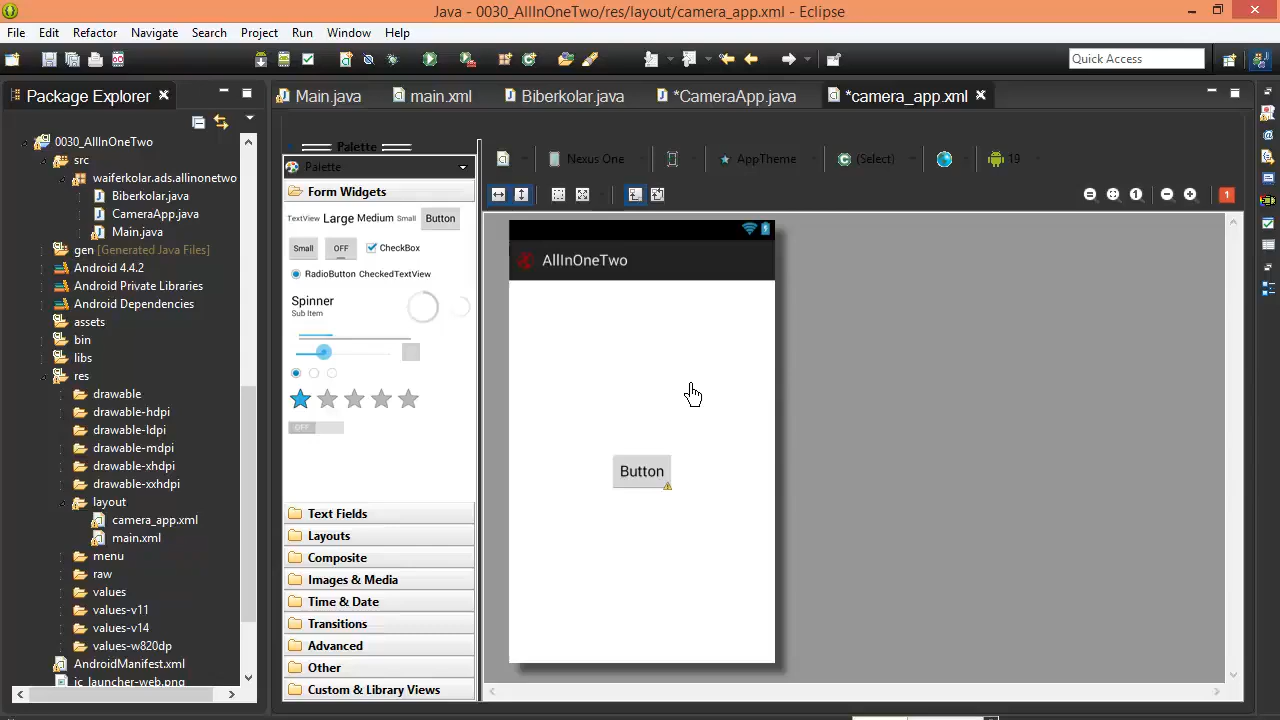 Java - 0030_AllInOneTwo/res/layout/camera_app.xml - Eclipse
File Edit Refactor Navigate Search Project Run Window Help
Quick Access
Package Explorer
Main.java main.xml Biberkolar.java *CameraApp.java *camera_app.xml
0030_AllInOneTwo
src
waiferkolar.ads.allinonetwo
Biberkolar.java
CameraApp.java
Main.java
gen [Generated Java Files]
Android 4.4.2
Android Private Libraries
Android Dependencies
assets
bin
libs
res
drawable
drawable-hdpi
drawable-ldpi
drawable-mdpi
drawable-xhdpi
drawable-xxhdpi
layout
camera_app.xml
main.xml
menu
raw
values
values-v11
values-v14
values-w820dp
AndroidManifest.xml
ic_launcher-web.png
Palette
Palette
Form Widgets
TextView Large Medium Small Button
Small OFF CheckBox
RadioButton CheckedTextView
Spinner
Sub Item
OFF
Text Fields
Layouts
Composite
Images & Media
Time & Date
Transitions
Advanced
Other
Custom & Library Views
Nexus One AppTheme (Select) 19
1
1
AllInOneTwo
Button